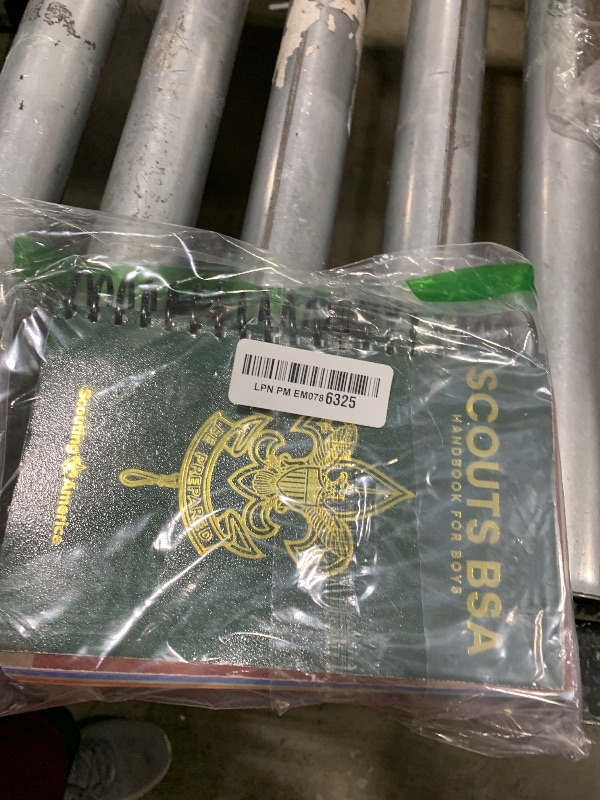 SCOUTS BSA
HANDBOOK FOR BOYS
LPN PM EM0786325
BE PREPARED
Scouting America